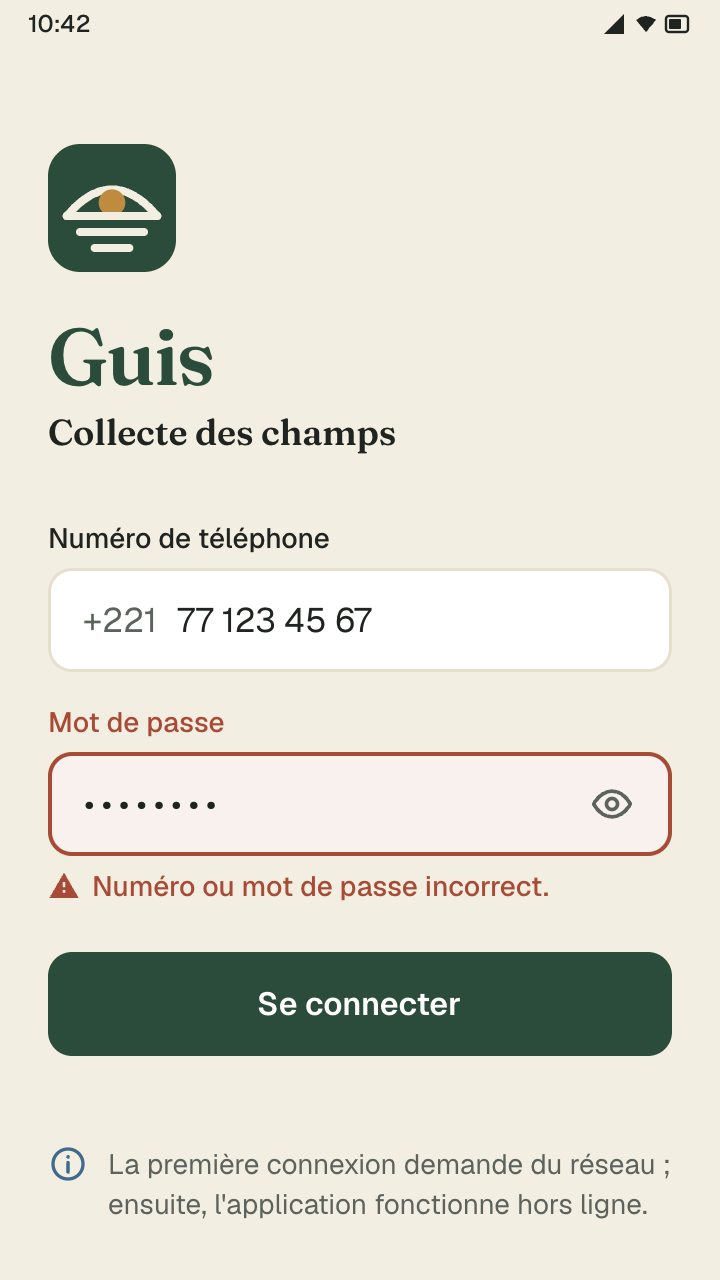 10:42
Guis
Collecte des champs
Numéro de téléphone
+221 77 123 45 67
Mot de passe
••••••••
Numéro ou mot de passe incorrect.
Se connecter
La première connexion demande du réseau ;
ensuite, l'application fonctionne hors ligne.